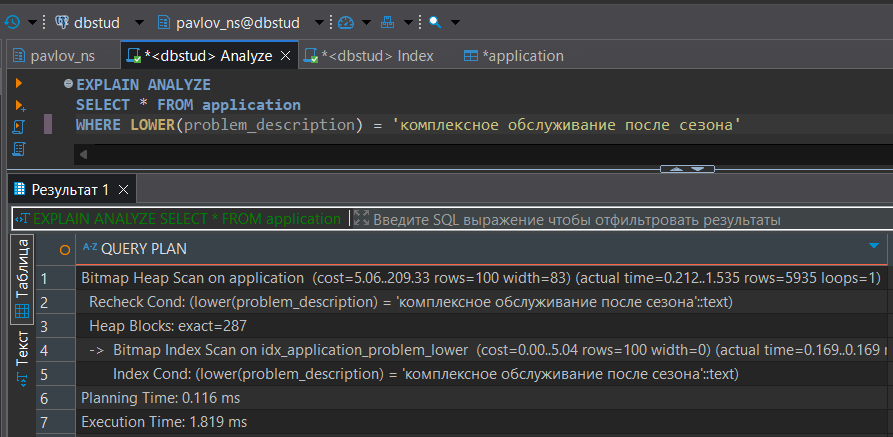 dbstud
pavlov_ns@dbstud
pavlov_ns
*<dbstud> Analyze
*<dbstud> Index
*application
EXPLAIN ANALYZE
SELECT * FROM application
WHERE LOWER(problem_description) = 'комплексное обслуживание после сезона'
Результат 1
EXPLAIN ANALYZE SELECT * FROM application
Введите SQL выражение чтобы отфильтровать результаты
Таблица
Текст
A-Z QUERY PLAN
1 Bitmap Heap Scan on application (cost=5.06..209.33 rows=100 width=83) (actual time=0.212..1.535 rows=5935 loops=1)
2 Recheck Cond: (lower(problem_description) = 'комплексное обслуживание после сезона'::text)
3 Heap Blocks: exact=287
4 -> Bitmap Index Scan on idx_application_problem_lower (cost=0.00..5.04 rows=100 width=0) (actual time=0.169..0.169
5 Index Cond: (lower(problem_description) = 'комплексное обслуживание после сезона'::text)
6 Planning Time: 0.116 ms
7 Execution Time: 1.819 ms